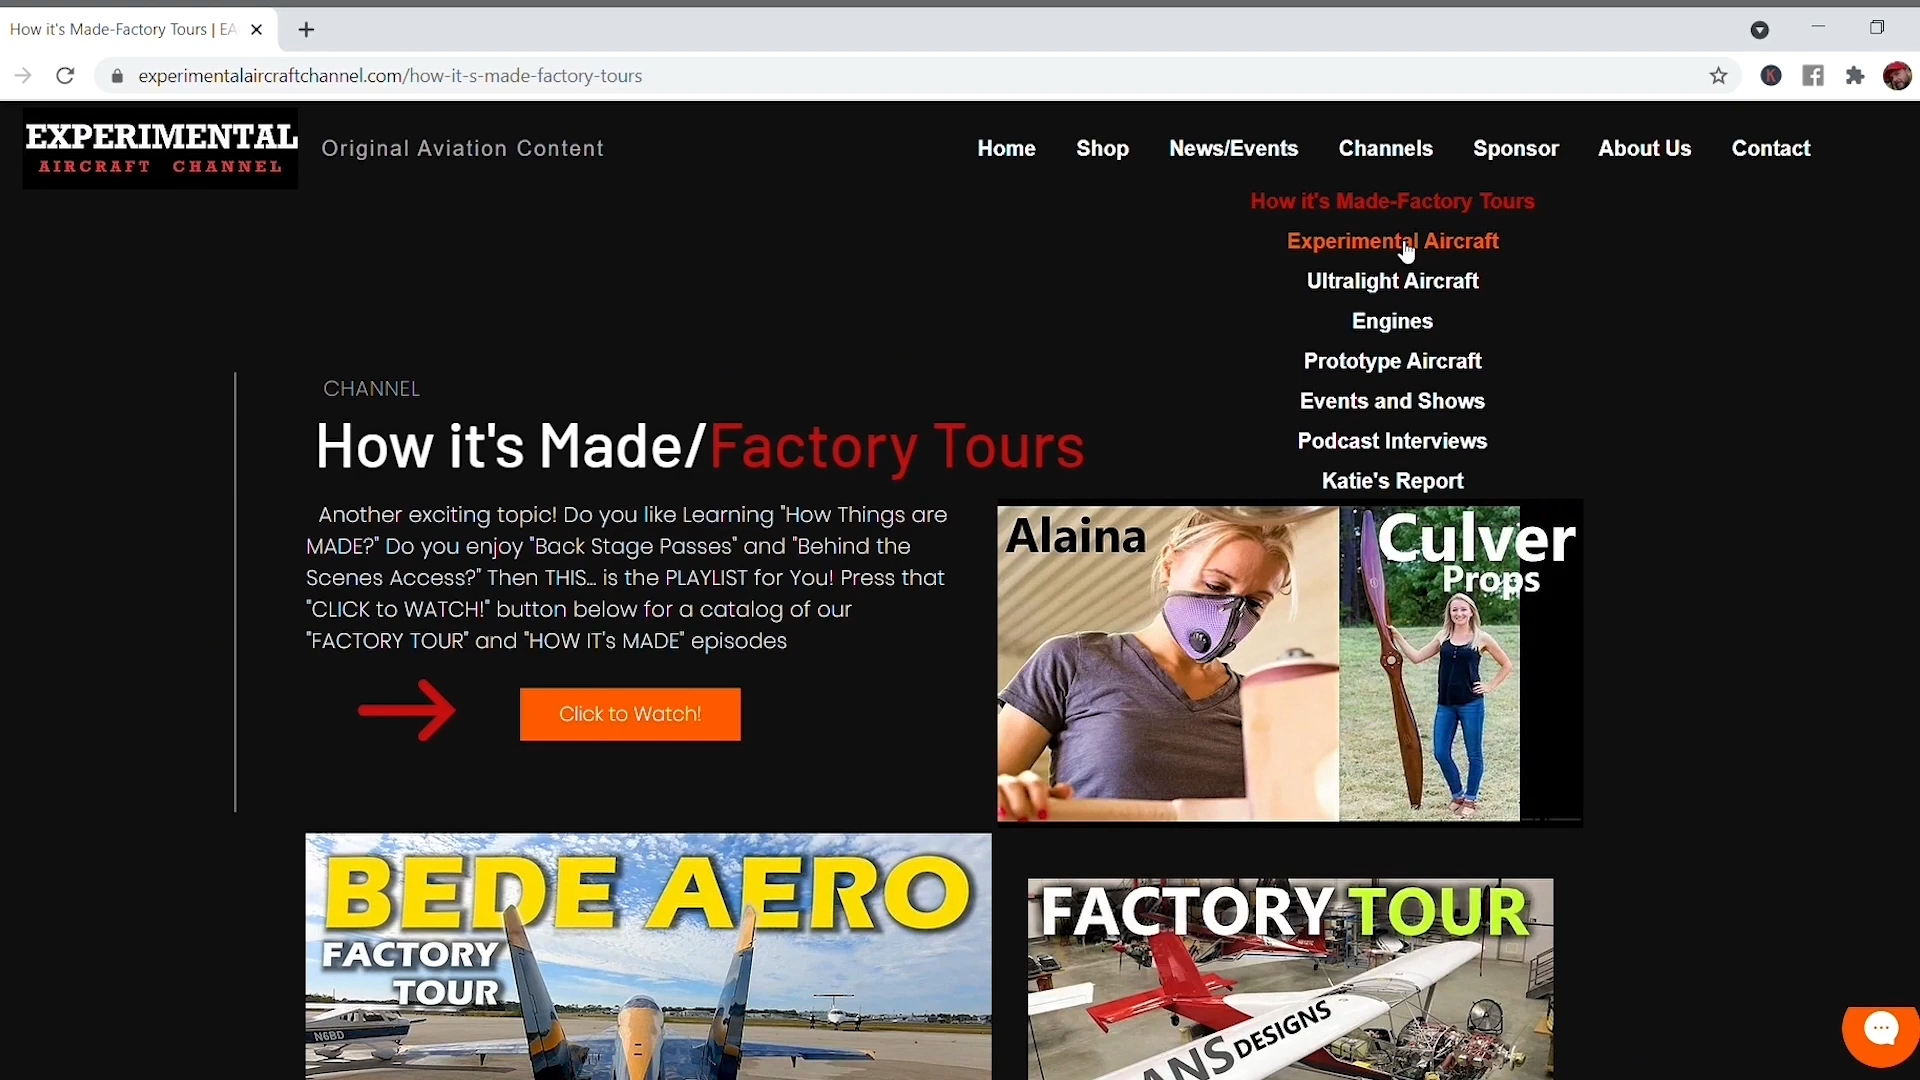 How it's Made-Factory Tours | EA
experimentalaircraftchannel.com/how-it-s-made-factory-tours
K
EXPERIMENTAL
AIRCRAFT CHANNEL
Original Aviation Content
Home Shop News/Events Channels Sponsor About Us Contact
How it's Made-Factory Tours
Experimental Aircraft
Ultralight Aircraft
Engines
Prototype Aircraft
Events and Shows
Podcast Interviews
Katie's Report
CHANNEL
How it's Made/Factory Tours
Another exciting topic! Do you like Learning "How Things are
MADE?" Do you enjoy "Back Stage Passes" and "Behind the
Scenes Access?" Then THIS... is the PLAYLIST for You! Press that
"CLICK to WATCH!" button below for a catalog of our
"FACTORY TOUR" and "HOW IT's MADE" episodes
Click to Watch!
Alaina
Culver
Props
BEDE AERO
FACTORY
TOUR
N6BD
FACTORY TOUR
ANS DESIGNS